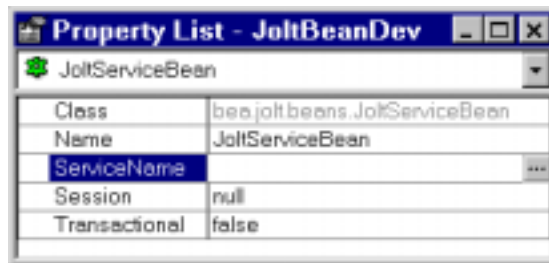 Property List - JoltBeanDev
JoltServiceBean
Class bea.jolt.beans.JoltServiceBean
Name JoltServiceBean
ServiceName ...
Session null
Transactional false